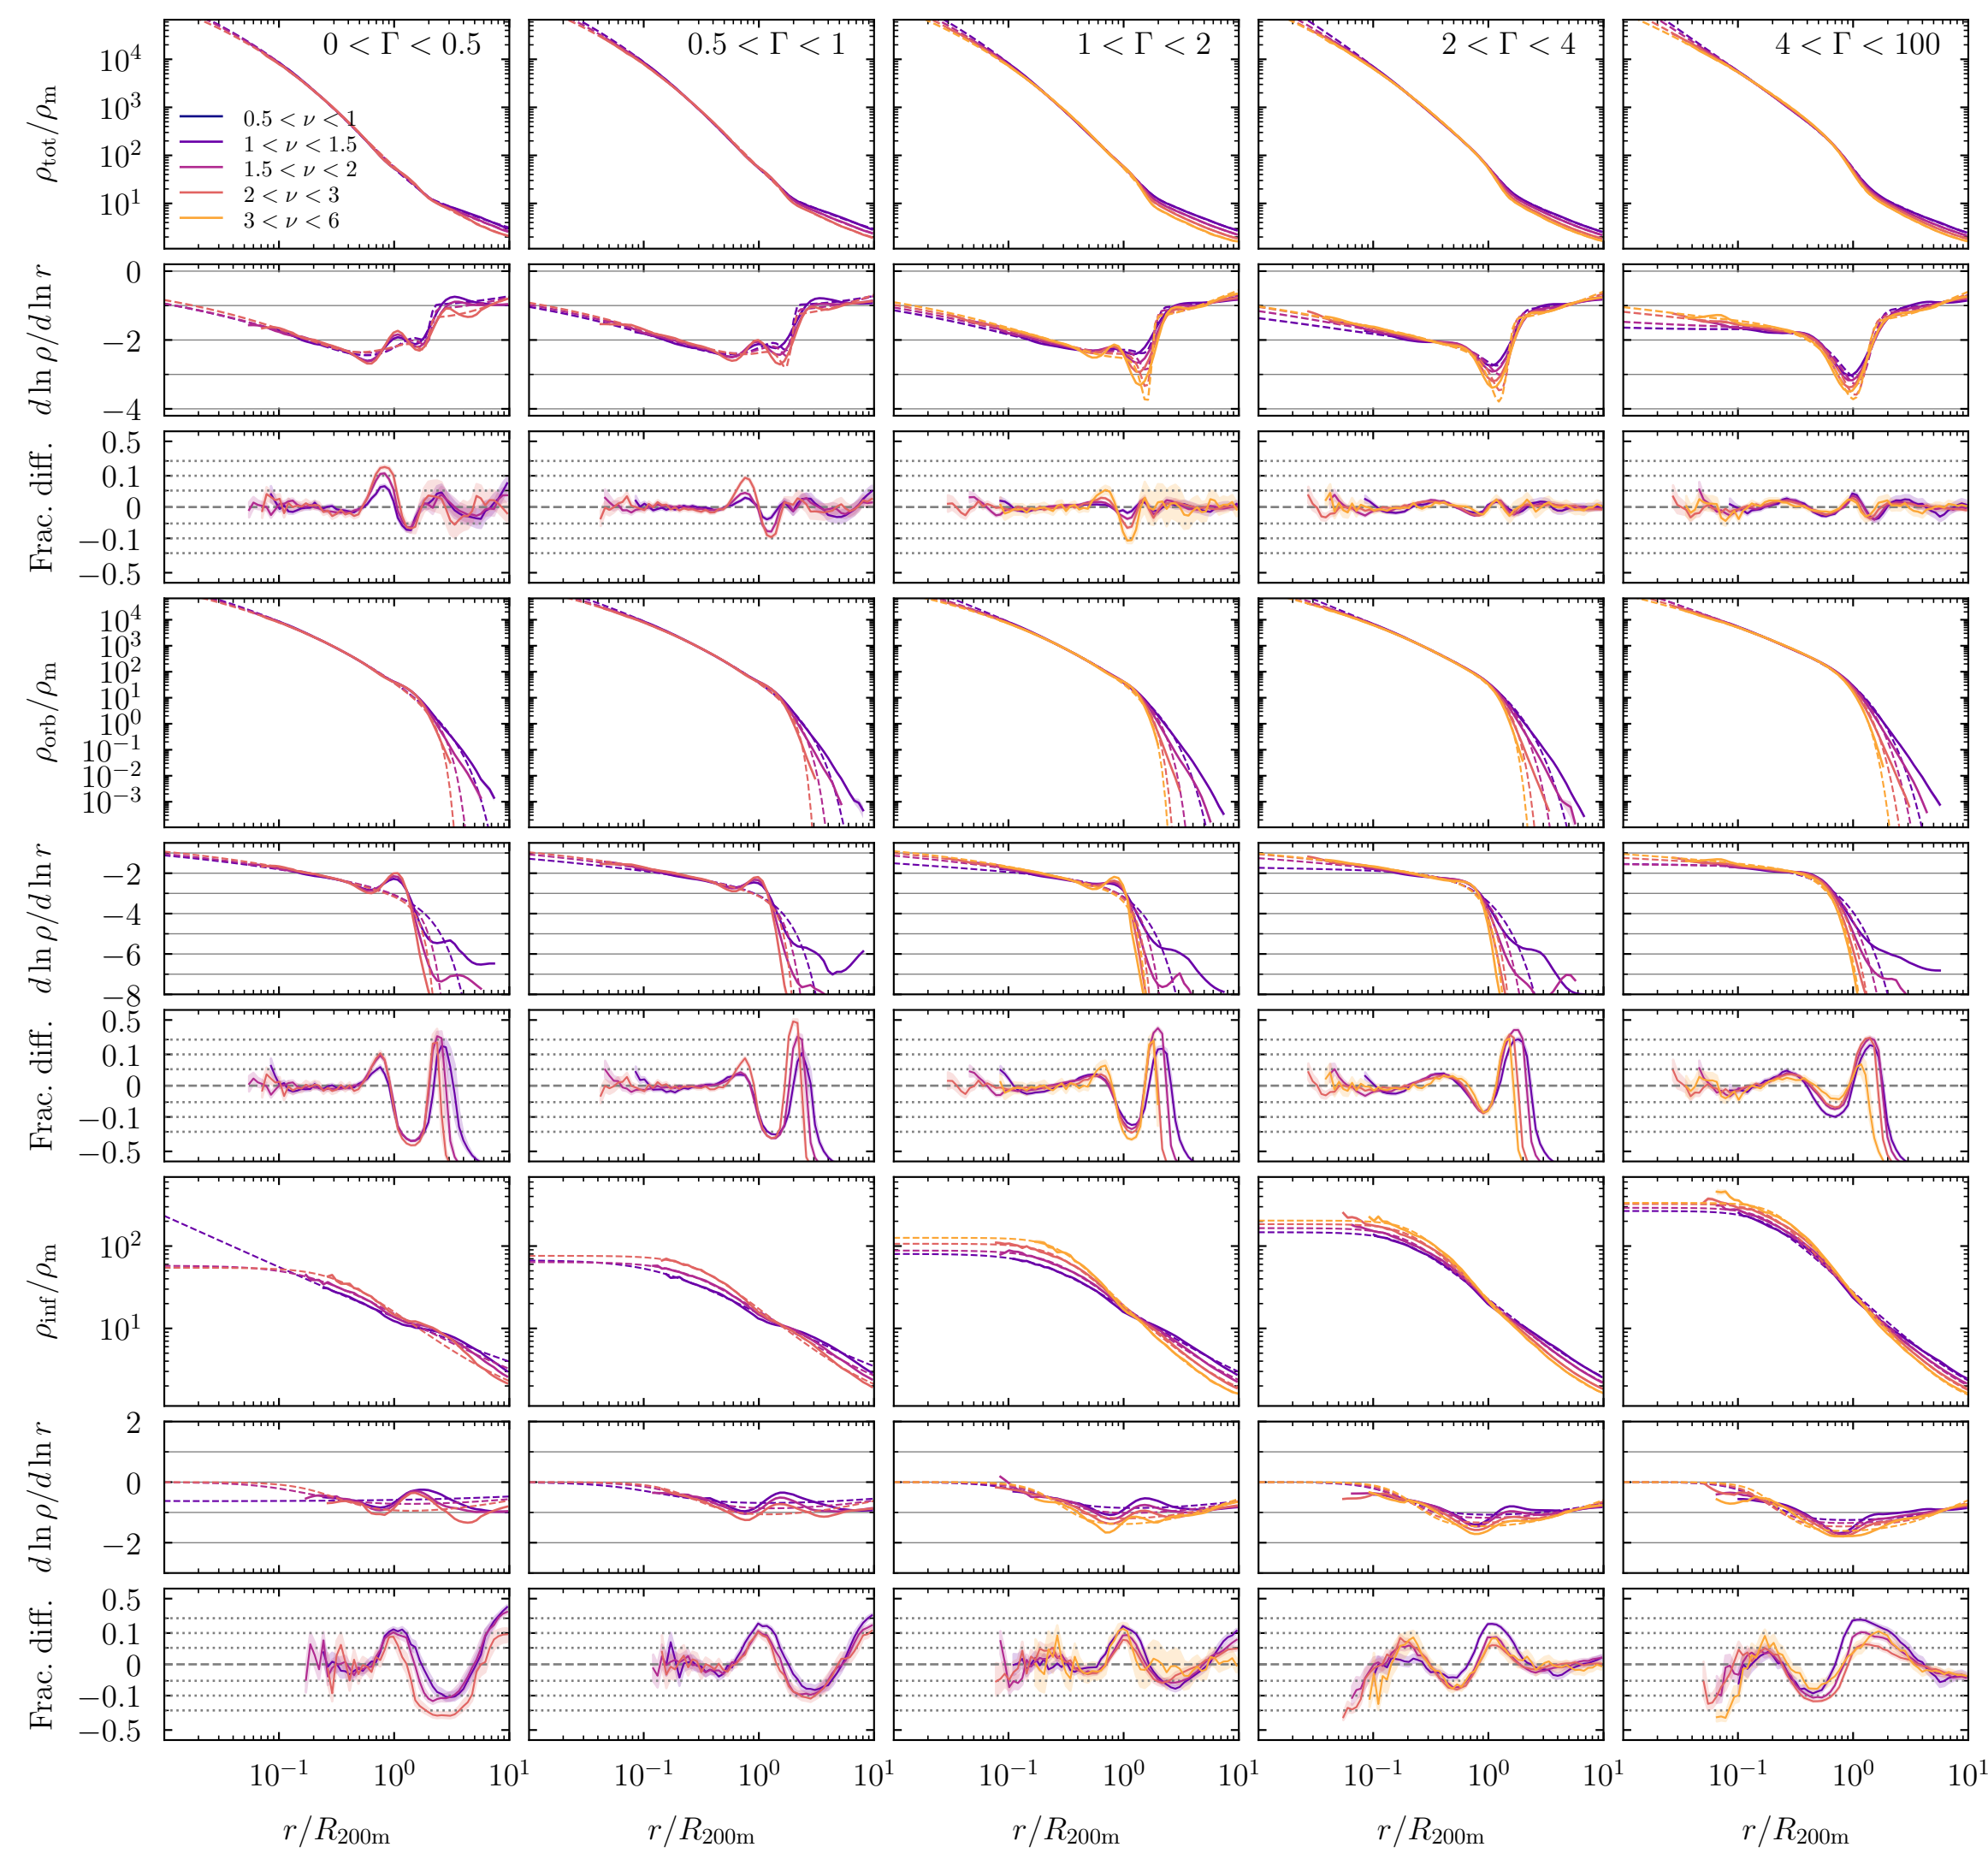 0 < Γ < 0.5
0.5 < Γ < 1
1 < Γ < 2
2 < Γ < 4
4 < Γ < 100
ρ_tot/ρ_m
10^4
10^3
10^2
10^1
0.5 < ν < 1
1 < ν < 1.5
1.5 < ν < 2
2 < ν < 3
3 < ν < 6
d ln ρ/d ln r
0
−2
−4
Frac. diff.
0.5
0.1
0
−0.1
−0.5
ρ_orb/ρ_m
10^4
10^3
10^2
10^1
10^0
10^−1
10^−2
10^−3
d ln ρ/d ln r
−2
−4
−6
−8
Frac. diff.
0.5
0.1
0
−0.1
−0.5
ρ_inf/ρ_m
10^2
10^1
d ln ρ/d ln r
2
0
−2
Frac. diff.
0.5
0.1
0
−0.1
−0.5
10^−1 10^0 10^1 10^−1 10^0 10^1 10^−1 10^0 10^1 10^−1 10^0 10^1 10^−1 10^0 10^1
r/R_200m r/R_200m r/R_200m r/R_200m r/R_200m